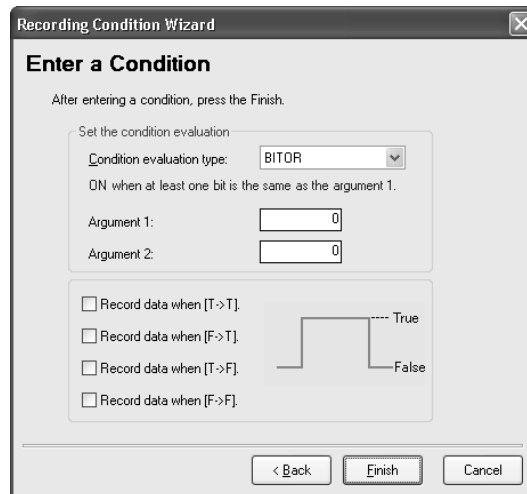 Recording Condition Wizard
Enter a Condition
After entering a condition, press the Finish.
Set the condition evaluation
Condition evaluation type: BITOR
ON when at least one bit is the same as the argument 1.
Argument 1: 0
Argument 2: 0
Record data when [T->T].
Record data when [F->T].
Record data when [T->F].
Record data when [F->F].
True
False
< Back Finish Cancel